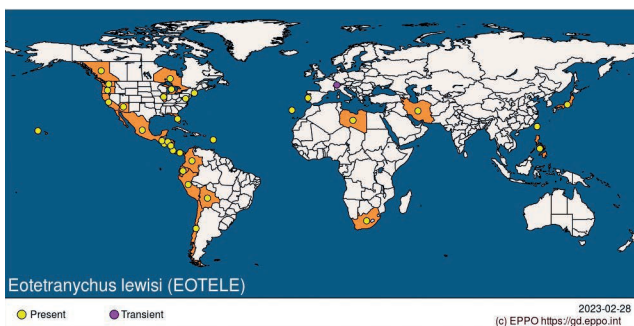 Eotetranychus lewisi (EOTELE)
Present
Transient
2023-02-28
(c) EPPO https://gd.eppo.int